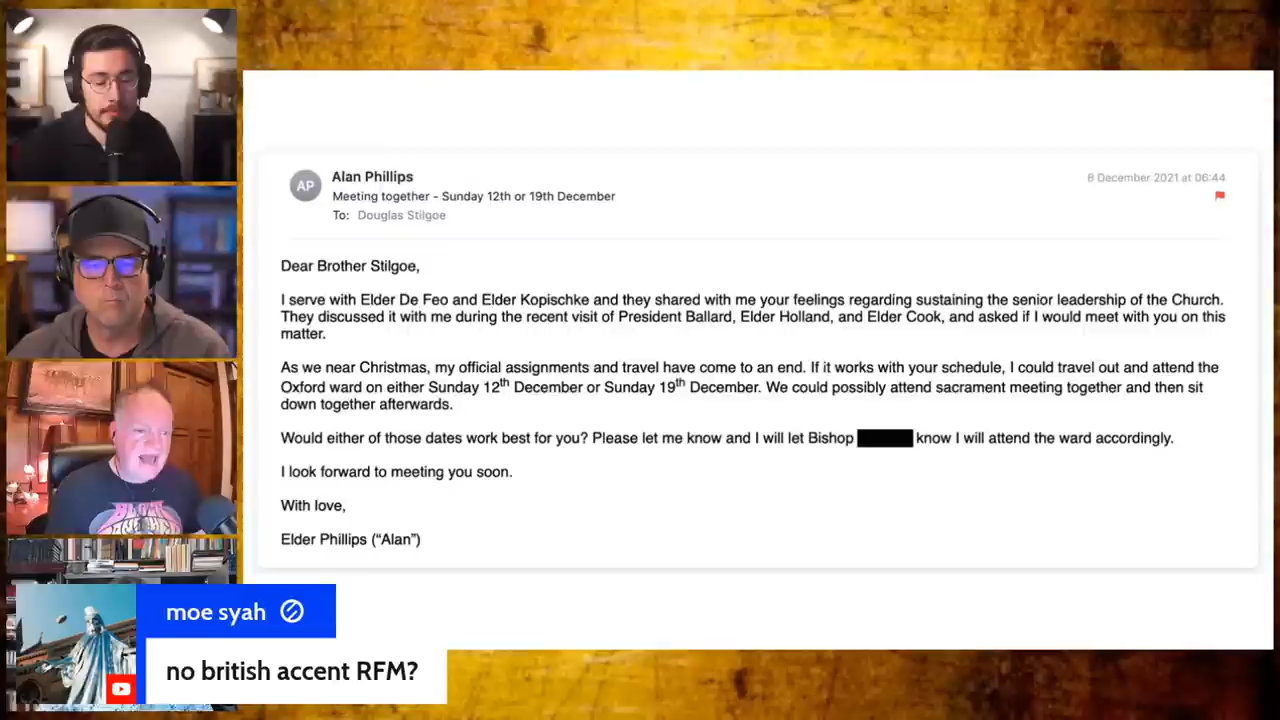 AP
Alan Phillips
8 December 2021 at 06:44
Meeting together - Sunday 12th or 19th December
To: Douglas Stilgoe
Dear Brother Stilgoe,
I serve with Elder De Feo and Elder Kopischke and they shared with me your feelings regarding sustaining the senior leadership of the Church.
They discussed it with me during the recent visit of President Ballard, Elder Holland, and Elder Cook, and asked if I would meet with you on this
matter.
As we near Christmas, my official assignments and travel have come to an end. If it works with your schedule, I could travel out and attend the
Oxford ward on either Sunday 12th December or Sunday 19th December. We could possibly attend sacrament meeting together and then sit
down together afterwards.
Would either of those dates work best for you? Please let me know and I will let Bishop know I will attend the ward accordingly.
I look forward to meeting you soon.
With love,
Elder Phillips (“Alan”)
moe syah
no british accent RFM?